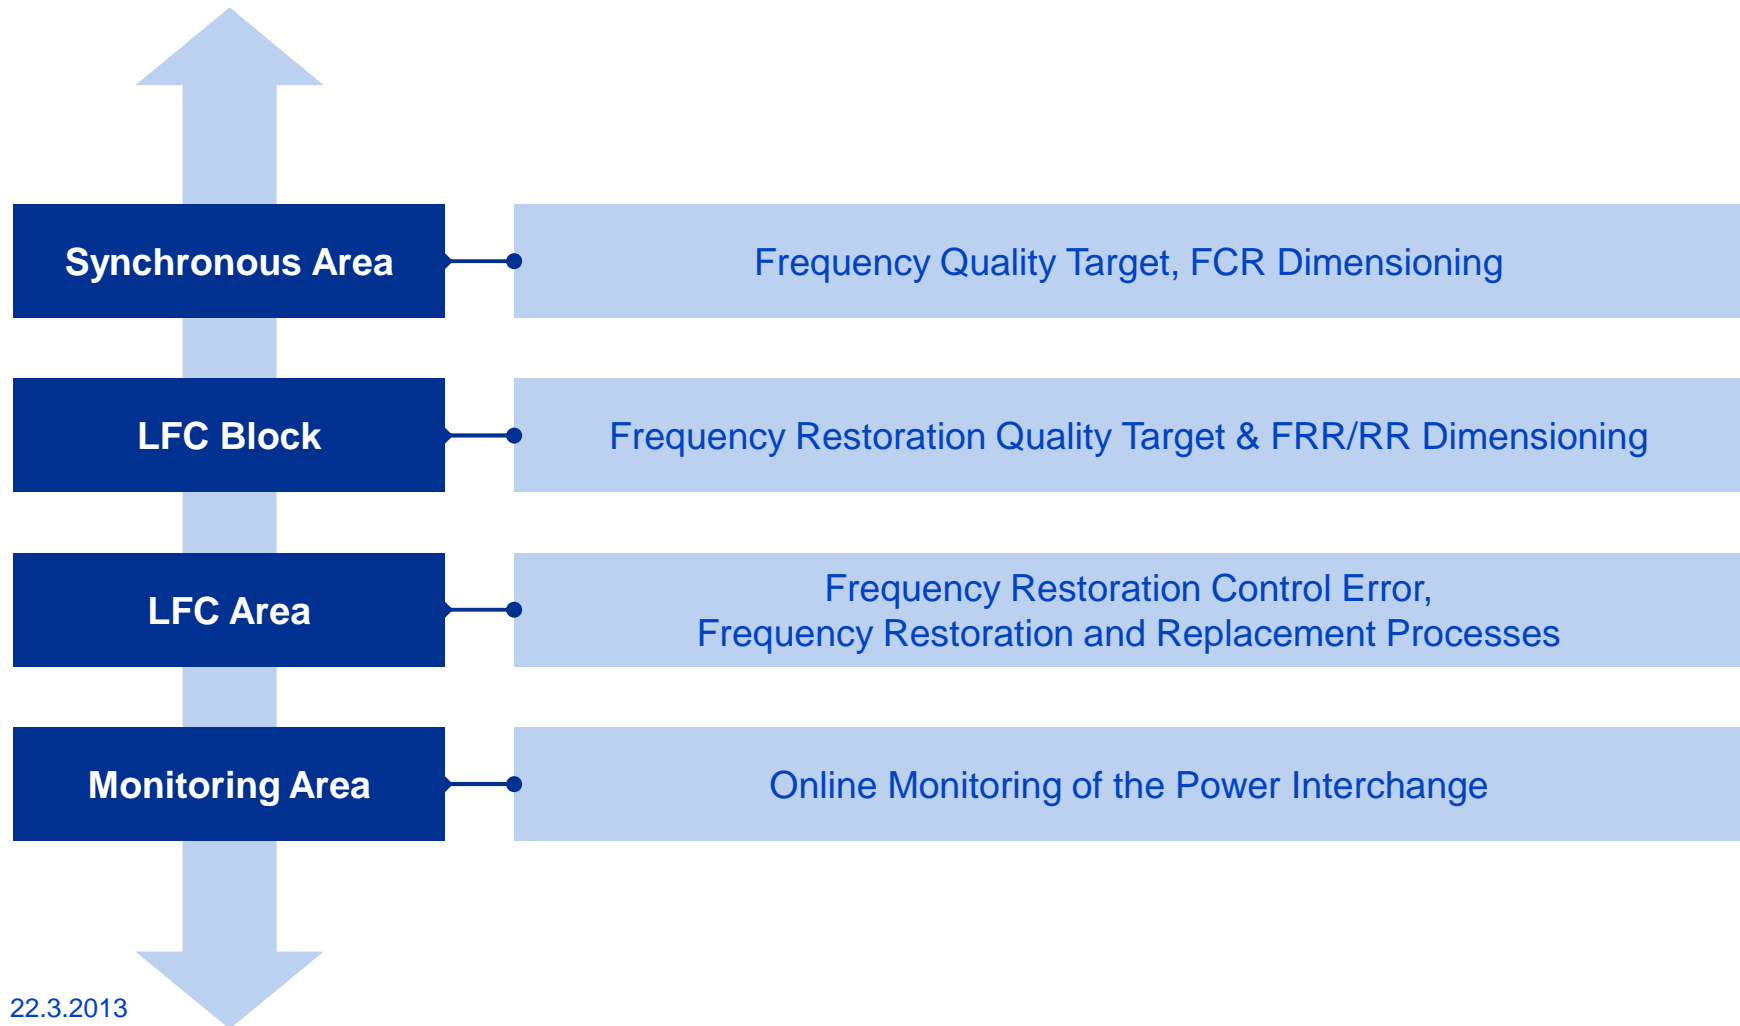 Synchronous Area
Frequency Quality Target, FCR Dimensioning
LFC Block
Frequency Restoration Quality Target & FRR/RR Dimensioning
LFC Area
Frequency Restoration Control Error,
Frequency Restoration and Replacement Processes
Monitoring Area
Online Monitoring of the Power Interchange
22.3.2013